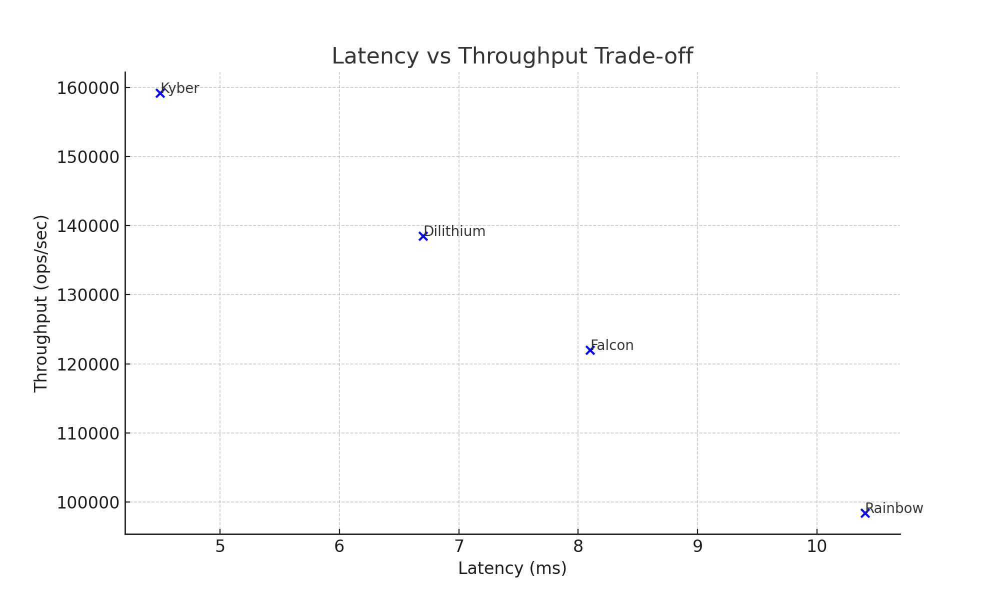 Latency vs Throughput Trade-off
160000
150000
140000
130000
120000
110000
100000
Throughput (ops/sec)
Kyber
Dilithium
Falcon
Rainbow
5 6 7 8 9 10
Latency (ms)